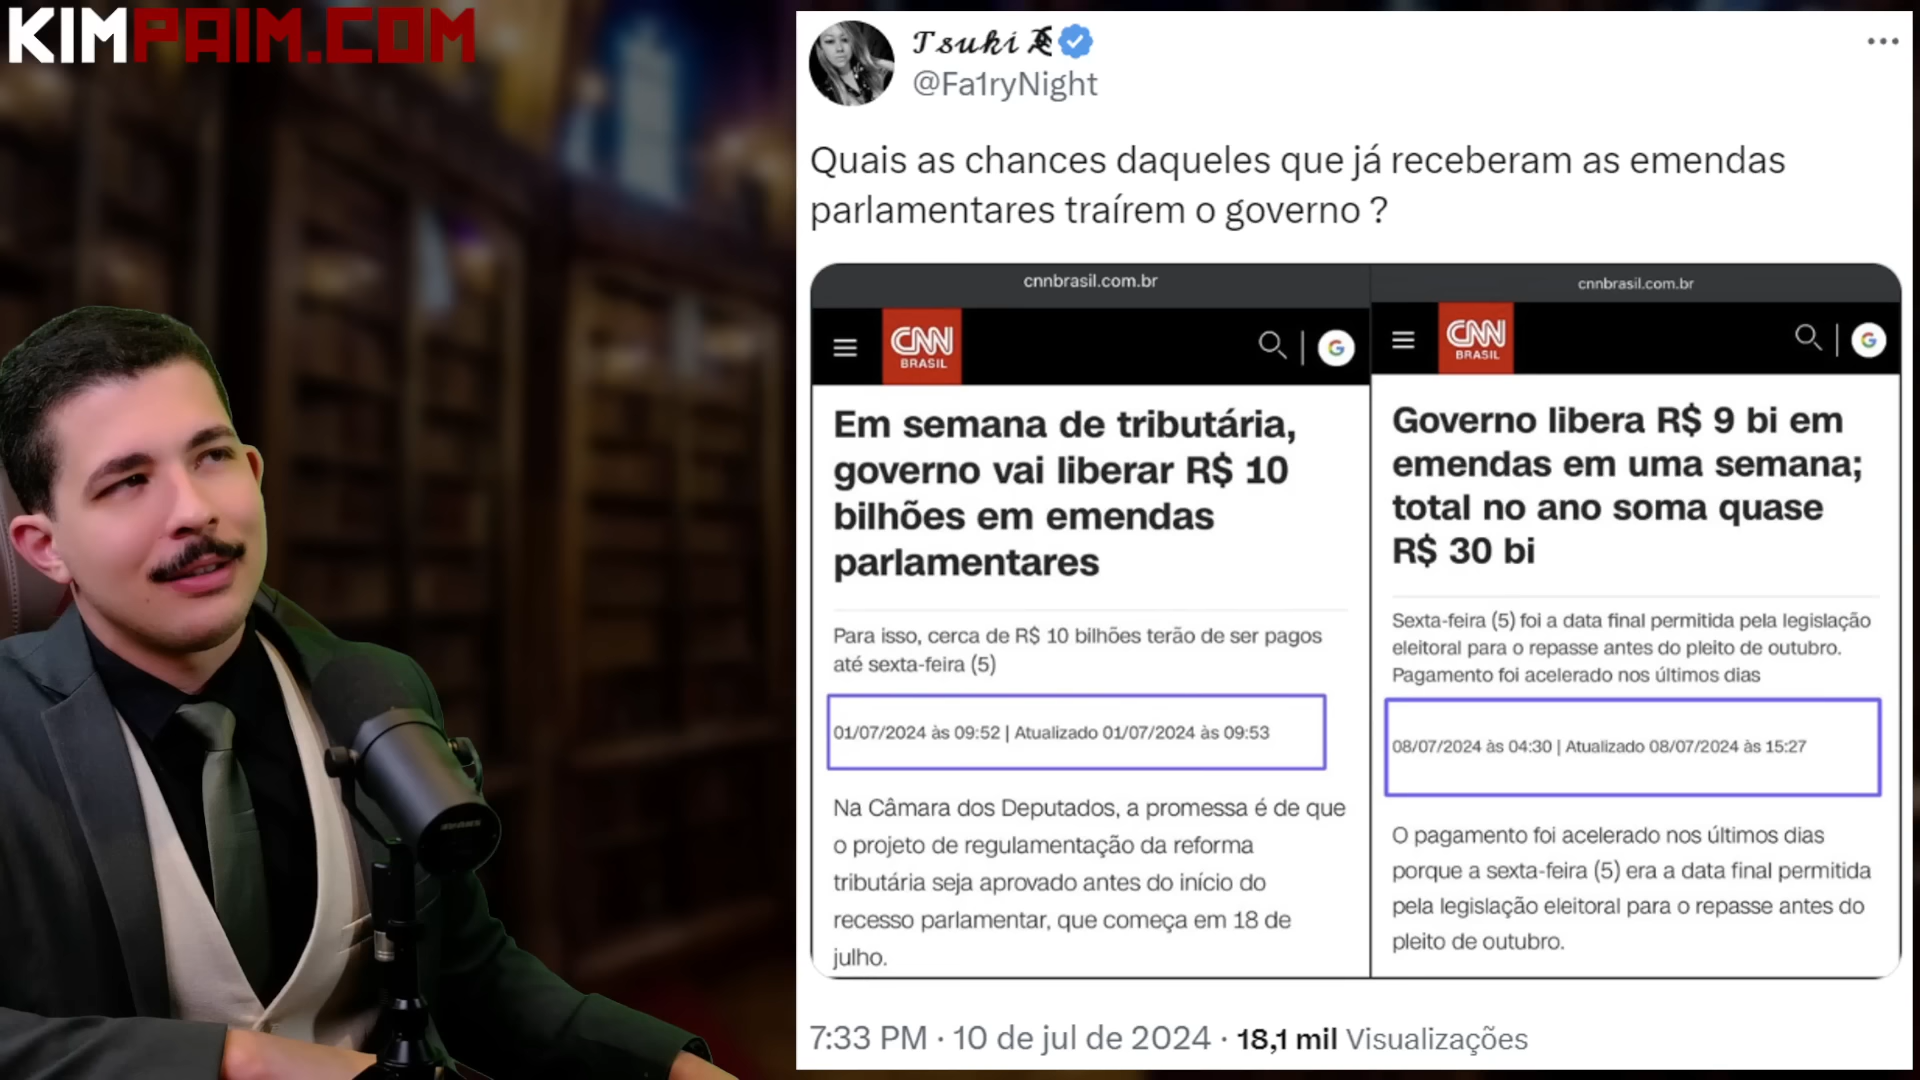 KIMPAIM.COM
Tsuki
@Fa1ryNight
Quais as chances daqueles que já receberam as emendas
parlamentares traírem o governo ?
cnnbrasil.com.br
CNN
BRASIL
G
Em semana de tributária,
governo vai liberar R$ 10
bilhões em emendas
parlamentares
Para isso, cerca de R$ 10 bilhões terão de ser pagos
até sexta-feira (5)
01/07/2024 às 09:52 | Atualizado 01/07/2024 às 09:53
Na Câmara dos Deputados, a promessa é de que
o projeto de regulamentação da reforma
tributária seja aprovado antes do início do
recesso parlamentar, que começa em 18 de
julho.
cnnbrasil.com.br
CNN
BRASIL
G
Governo libera R$ 9 bi em
emendas em uma semana;
total no ano soma quase
R$ 30 bi
Sexta-feira (5) foi a data final permitida pela legislação
eleitoral para o repasse antes do pleito de outubro.
Pagamento foi acelerado nos últimos dias
08/07/2024 às 04:30 | Atualizado 08/07/2024 às 15:27
O pagamento foi acelerado nos últimos dias
porque a sexta-feira (5) era a data final permitida
pela legislação eleitoral para o repasse antes do
pleito de outubro.
7:33 PM · 10 de jul de 2024 · 18,1 mil Visualizações